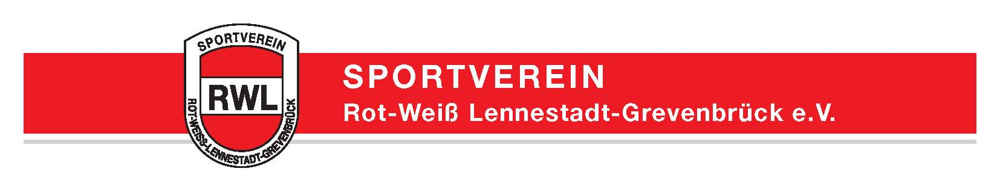 SPORTVEREIN
RWL
ROT-WEISS-LENNESTADT-GREVENBRÜCK
SPORTVEREIN
Rot-Weiß Lennestadt-Grevenbrück e.V.